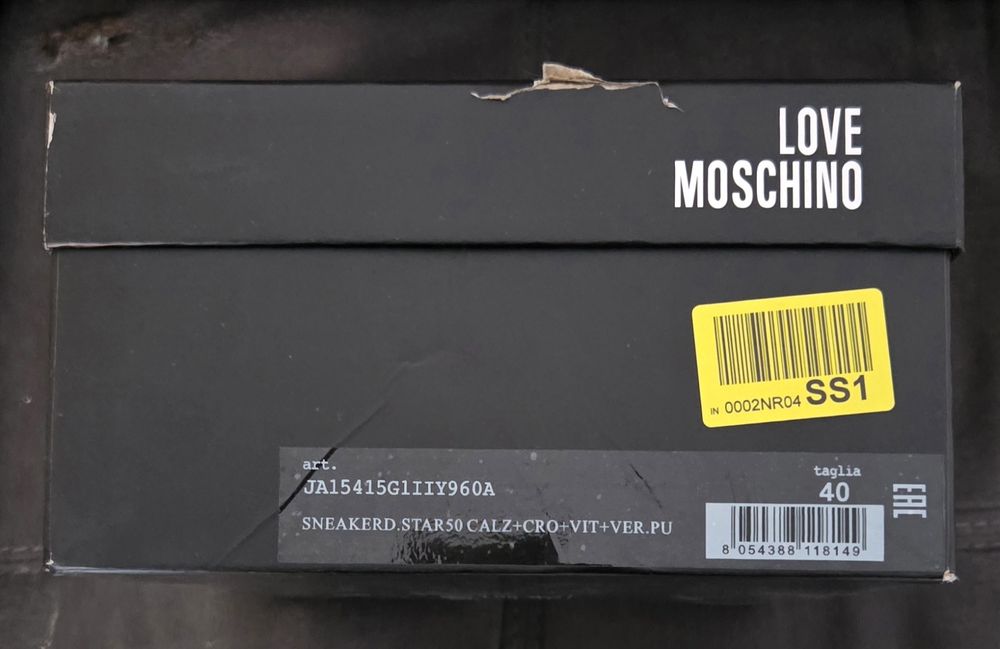 LOVE
MOSCHINO
IN 0002NR04 SS1
art.
JA15415G1IIY960A
SNEAKERD.STAR50 CALZ+CRO+VIT+VER.PU
taglia
40
8 054388 118149
EAC